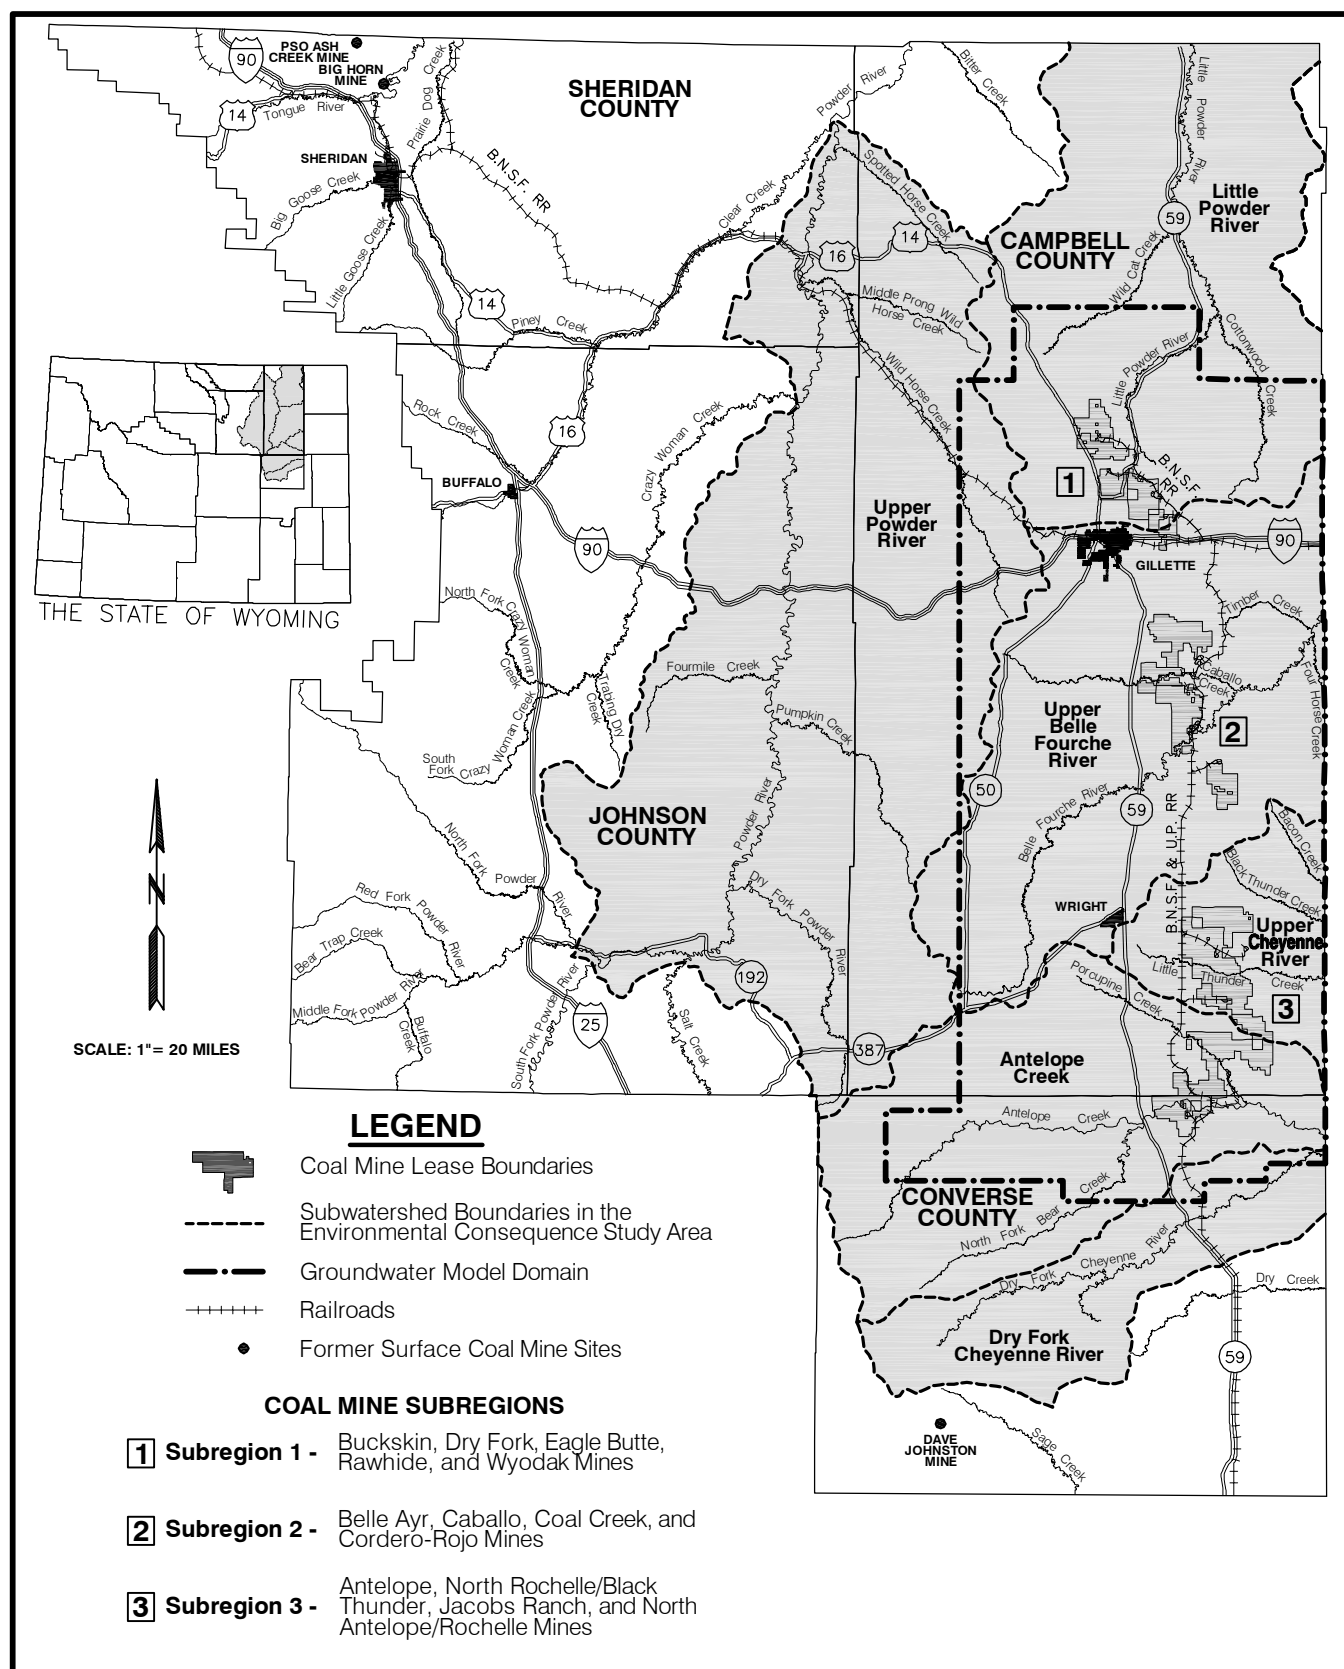 PSO ASH
CREEK MINE
BIG HORN
MINE
90
14
Tongue River
Prairie Dog Creek
SHERIDAN
COUNTY
Powder River
Bitter Creek
Little Powder River
Little
Powder
River
59
SHERIDAN
Big Goose Creek
B.N.S.F. RR
Spotted Horse Creek
Clear Creek
Little Goose Creek
14
16
14
CAMPBELL
COUNTY
Wild Cat Creek
Middle Prong Wild
Horse Creek
Piney Creek
Wild Horse Creek
Little Powder River
Cottonwood Creek
Rock Creek
16
Crazy Woman Creek
BUFFALO
Upper
Powder
River
1
B.N.S.F.
RR
90
90
GILLETTE
THE STATE OF WYOMING
North Fork Crazy Woman
Creek
Timber Creek
Fourmile Creek
Trabing Dry
Creek
Caballo
Creek
Four Horse Creek
Pumpkin Creek
Upper
Belle
Fourche
River
2
South
Fork Crazy Woman Creek
50
59
Belle Fourche River
B.N.S.F. & U.P. RR
JOHNSON
COUNTY
Powder River
Bacon Creek
North Fork
Powder
River
Black Thunder Creek
N
Red Fork Powder River
Dry Fork Powder River
WRIGHT
Upper
Cheyenne
River
Bear Trap Creek
192
Porcupine Creek
Little Thunder Creek
Middle Fork Powder River
Buffalo
Creek
South Fork Powder River
25
Salt Creek
3
SCALE: 1"= 20 MILES
387
Antelope
Creek
LEGEND
Antelope Creek
Coal Mine Lease Boundaries
Subwatershed Boundaries in the
Environmental Consequence Study Area
Groundwater Model Domain
Railroads
Former Surface Coal Mine Sites
CONVERSE
COUNTY
North Fork Bear Creek
Dry Fork Cheyenne River
Dry Creek
Dry Fork
Cheyenne River
59
DAVE
JOHNSTON
MINE
Sage Creek
COAL MINE SUBREGIONS
1 Subregion 1 - Buckskin, Dry Fork, Eagle Butte,
Rawhide, and Wyodak Mines
2 Subregion 2 - Belle Ayr, Caballo, Coal Creek, and
Cordero-Rojo Mines
3 Subregion 3 - Antelope, North Rochelle/Black
Thunder, Jacobs Ranch, and North
Antelope/Rochelle Mines